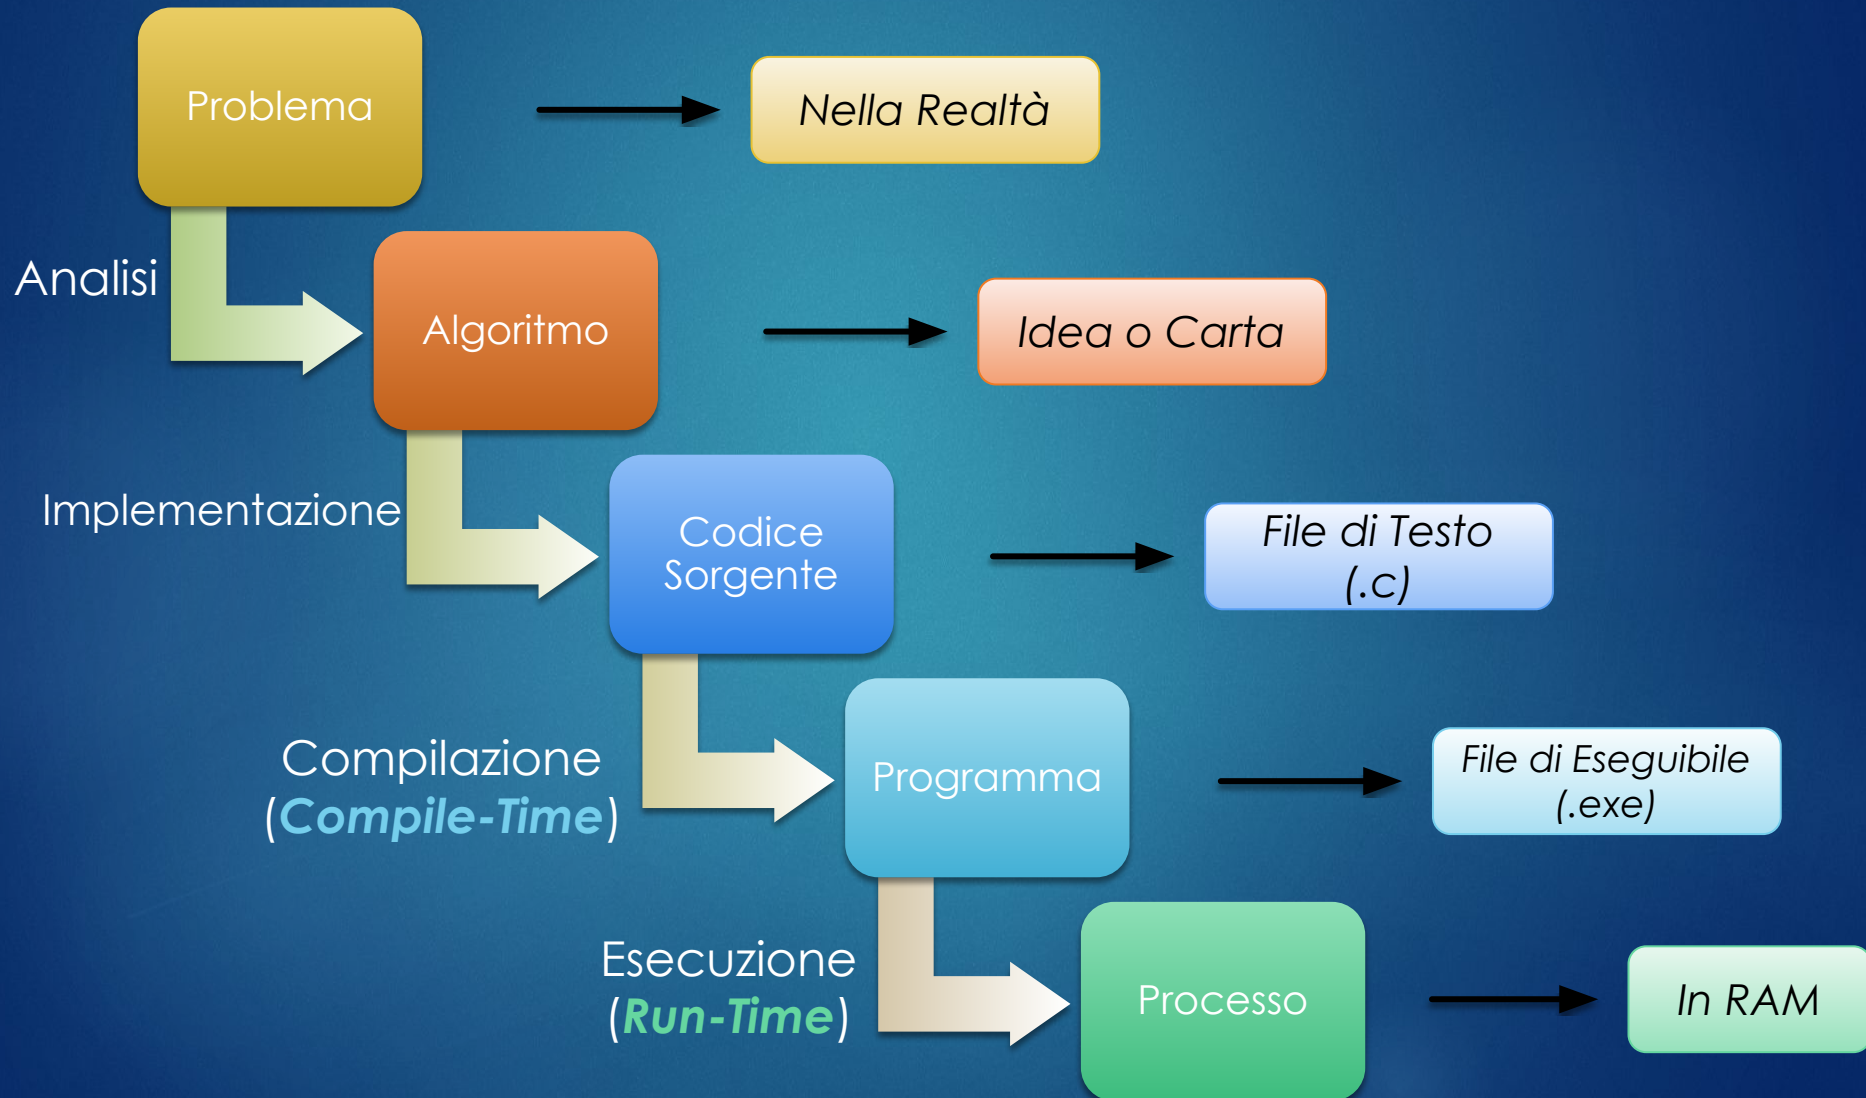 Problema
Nella Realtà
Analisi
Algoritmo
Idea o Carta
Implementazione
Codice
Sorgente
File di Testo
(.c)
Compilazione
(Compile-Time)
Programma
File di Eseguibile
(.exe)
Esecuzione
(Run-Time)
Processo
In RAM